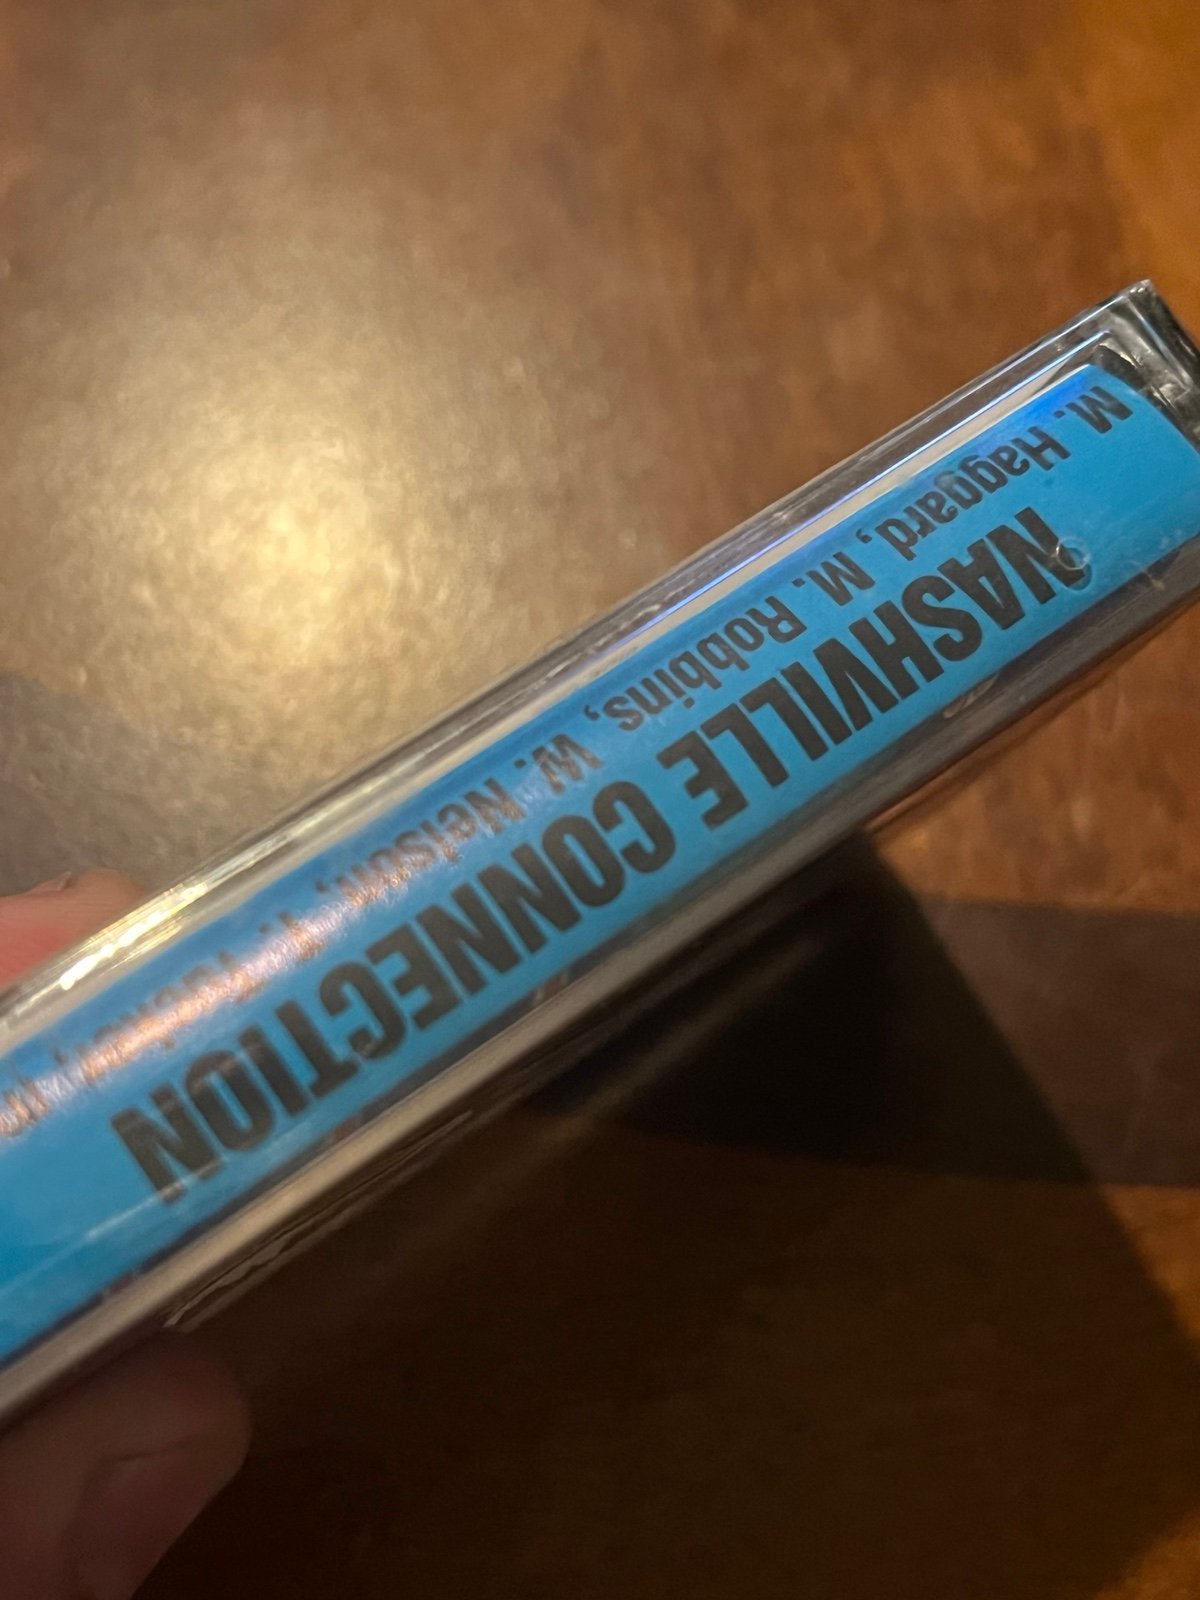 NASHVILLE CONNECTION
M. Haggard, M. Robbins, W. Nelson,